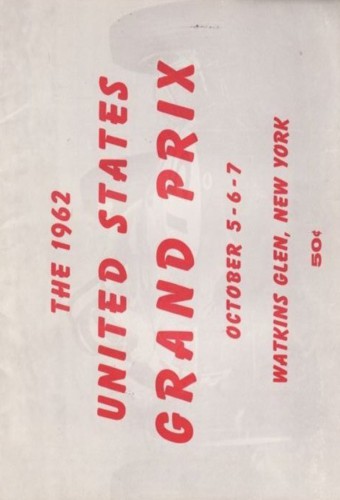 THE 1962
UNITED STATES
GRAND PRIX
OCTOBER 5-6-7
WATKINS GLEN, NEW YORK
50¢